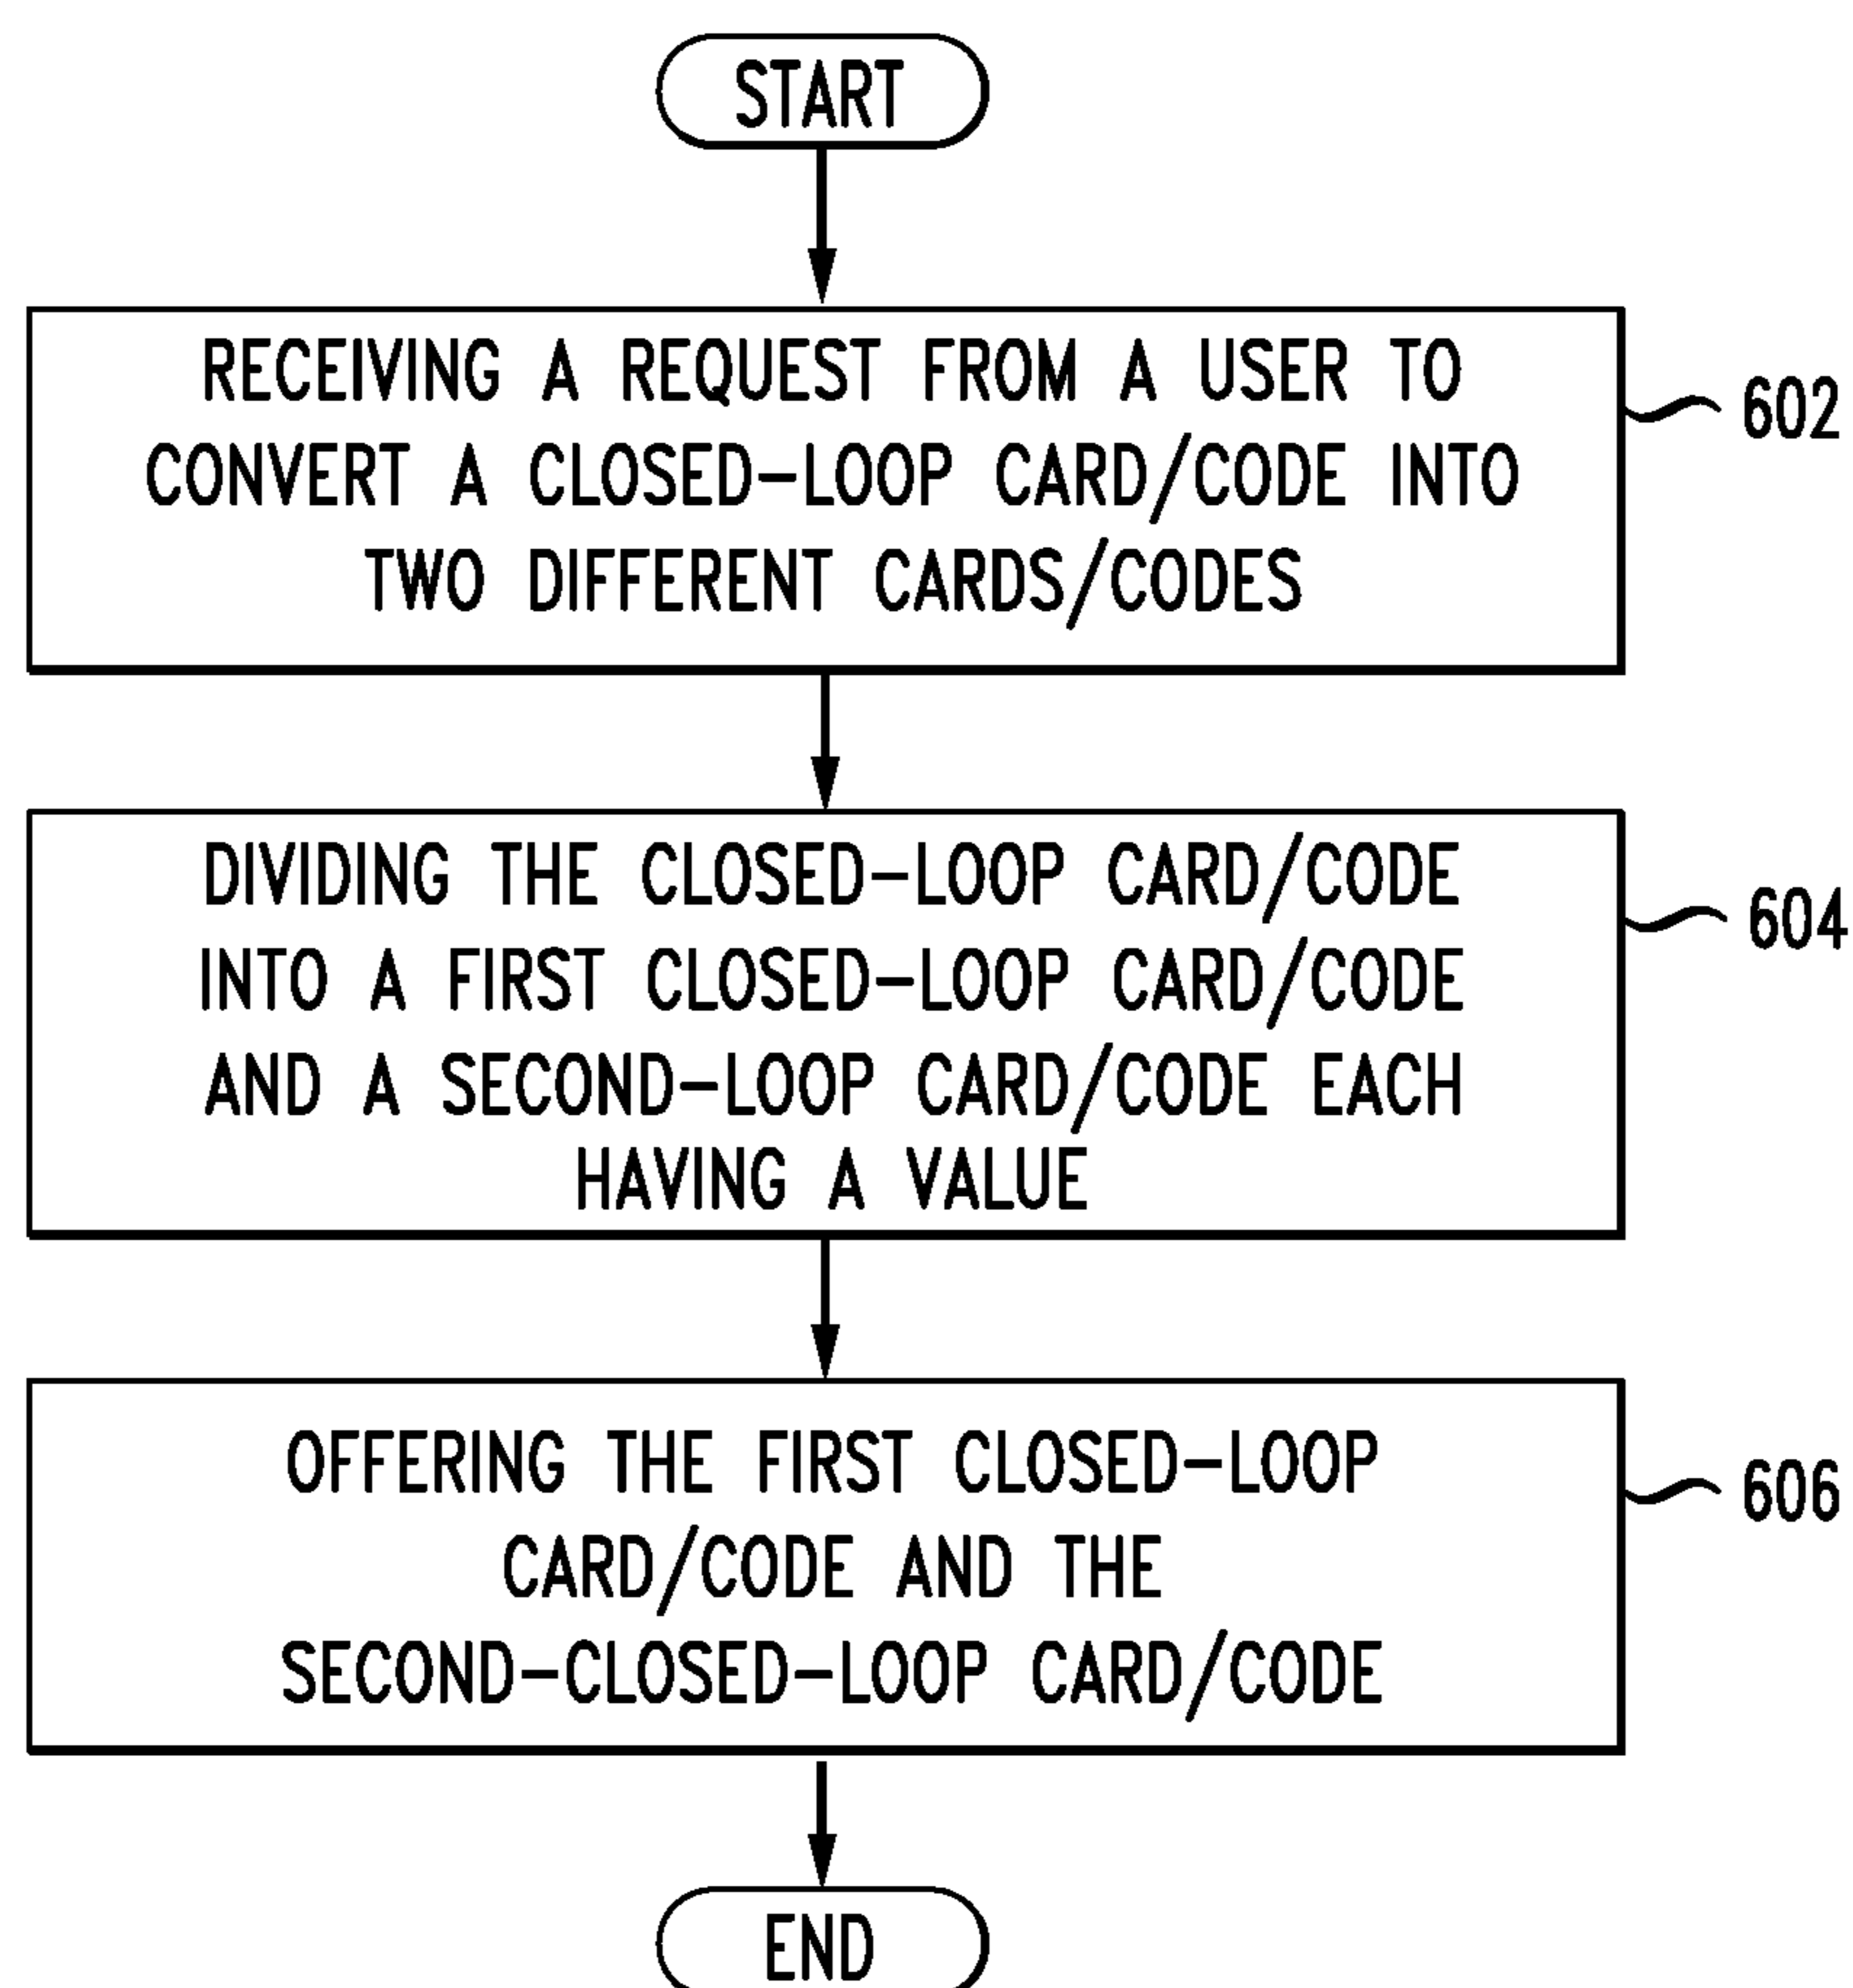 START
RECEIVING A REQUEST FROM A USER TO
CONVERT A CLOSED-LOOP CARD/CODE INTO
TWO DIFFERENT CARDS/CODES
602
DIVIDING THE CLOSED-LOOP CARD/CODE
INTO A FIRST CLOSED-LOOP CARD/CODE
AND A SECOND-LOOP CARD/CODE EACH
HAVING A VALUE
604
OFFERING THE FIRST CLOSED-LOOP
CARD/CODE AND THE
SECOND-CLOSED-LOOP CARD/CODE
606
END